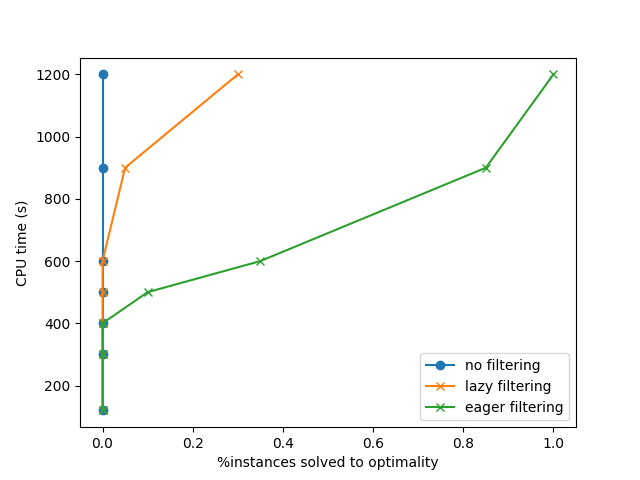 1200
1000
800
600
400
200
CPU time (s)
0.0 0.2 0.4 0.6 0.8 1.0
%instances solved to optimality
no filtering
lazy filtering
eager filtering